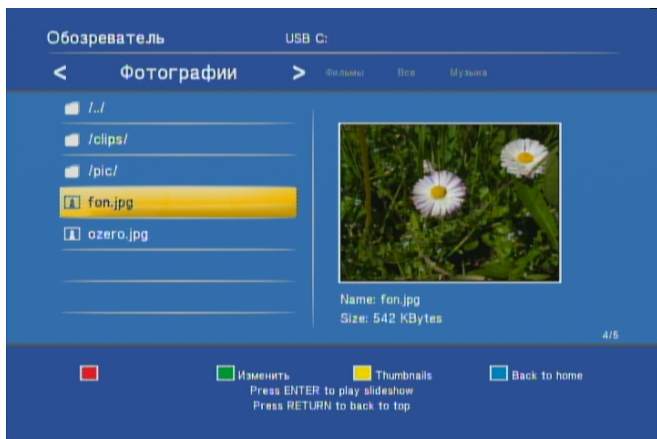 Обозреватель USB C:
< Фотографии > Фильмы Все Музыка
/../
/clips/
/pic/
fon.jpg
ozero.jpg
Name: fon.jpg
Size: 542 KBytes
4/5
Изменить Thumbnails Back to home
Press ENTER to play slideshow
Press RETURN to back to top